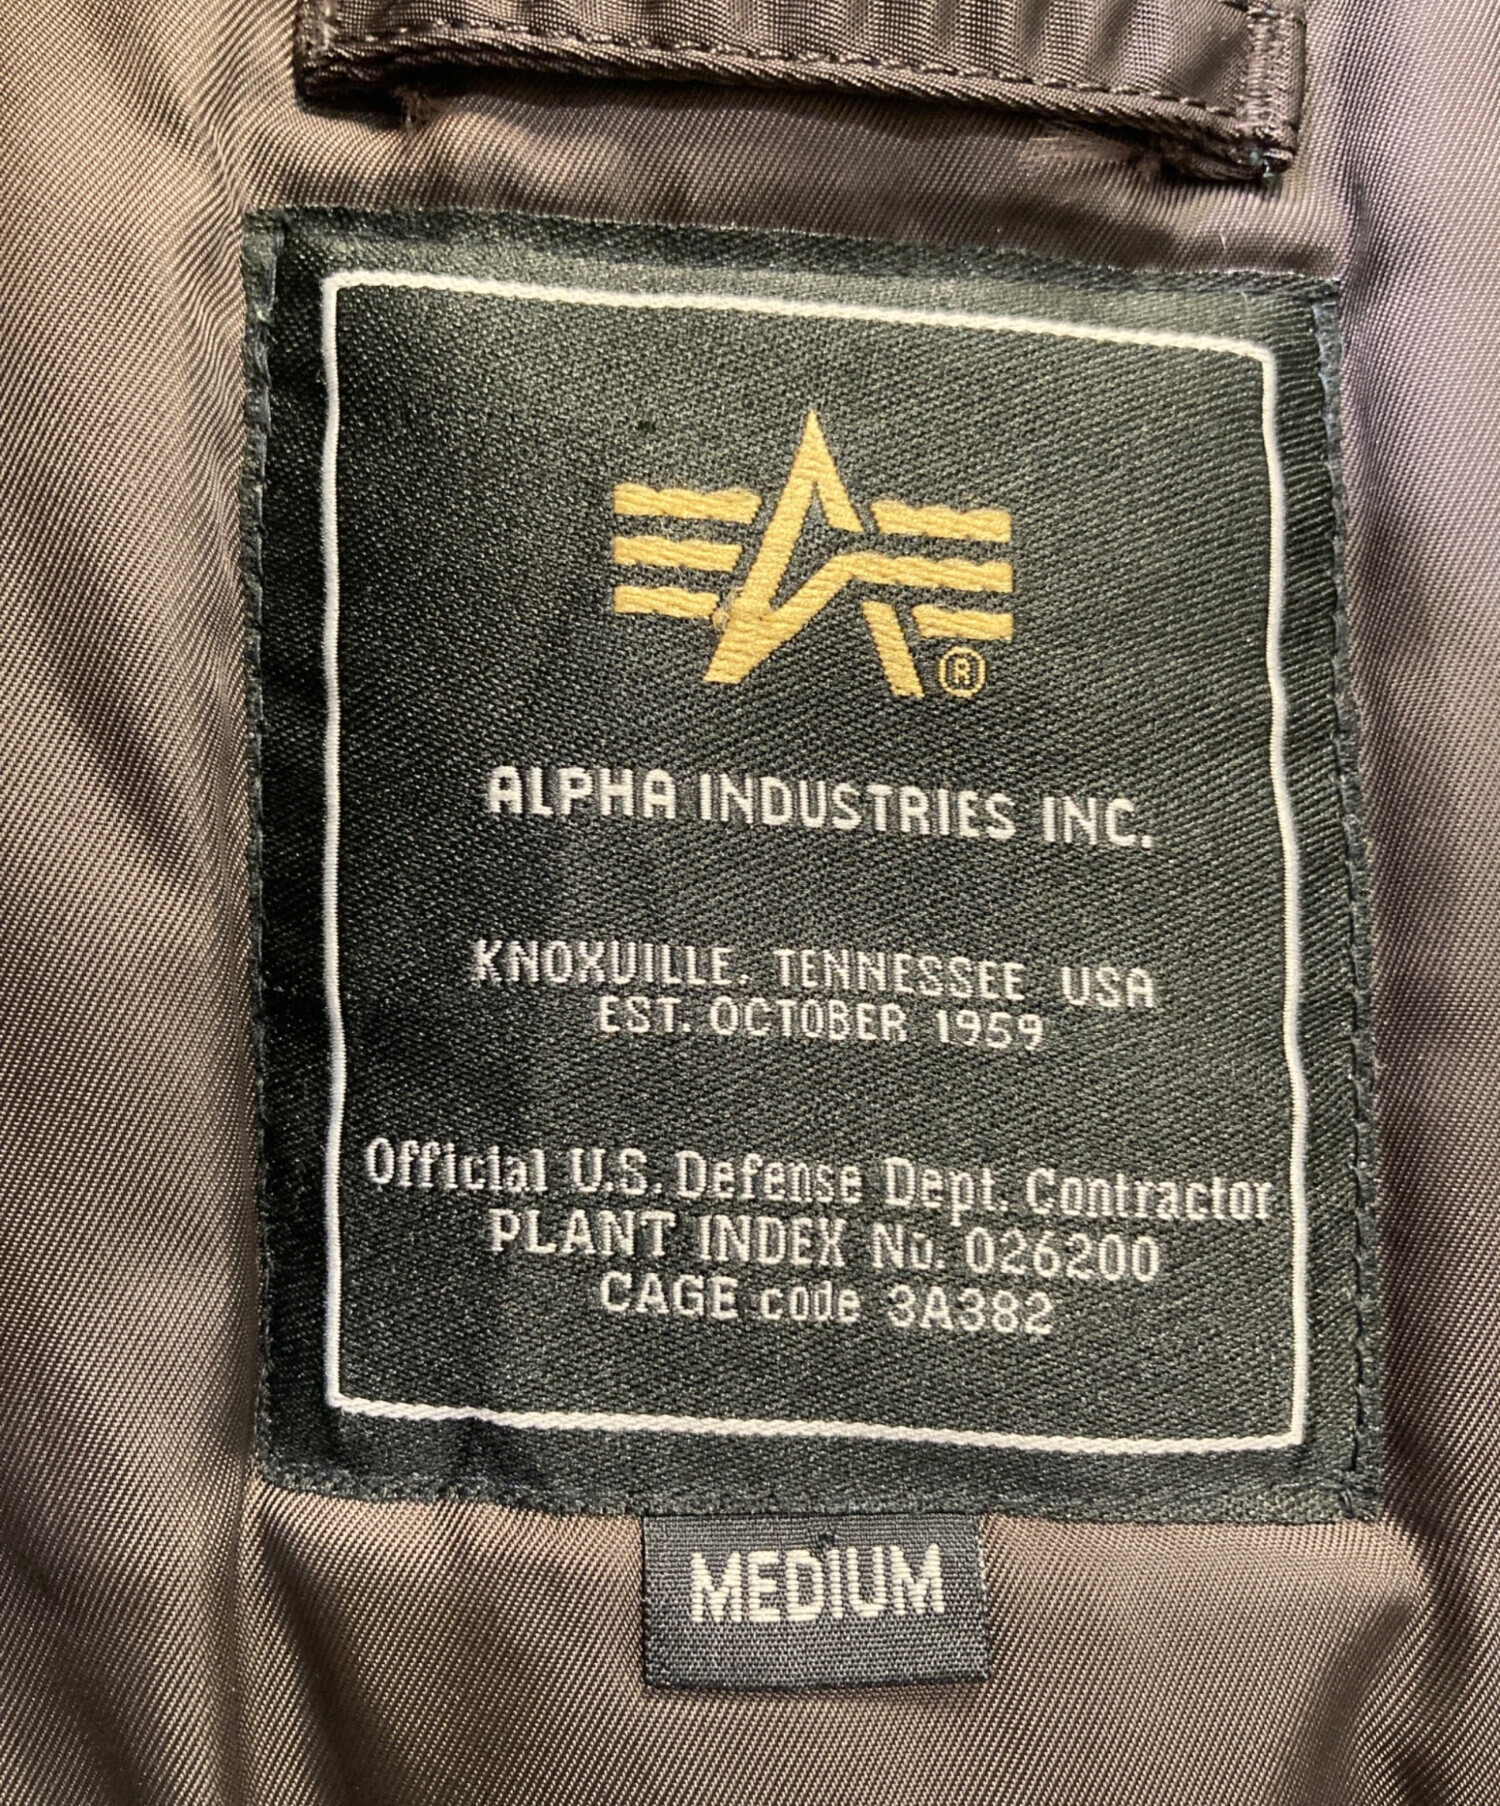 ®
ALPHA INDUSTRIES INC.
KNOXVILLE, TENNESSEE USA
EST. OCTOBER 1959
Official U.S. Defense Dept. Contractor
PLANT INDEX No. 026200
CAGE code 3A382
MEDIUM